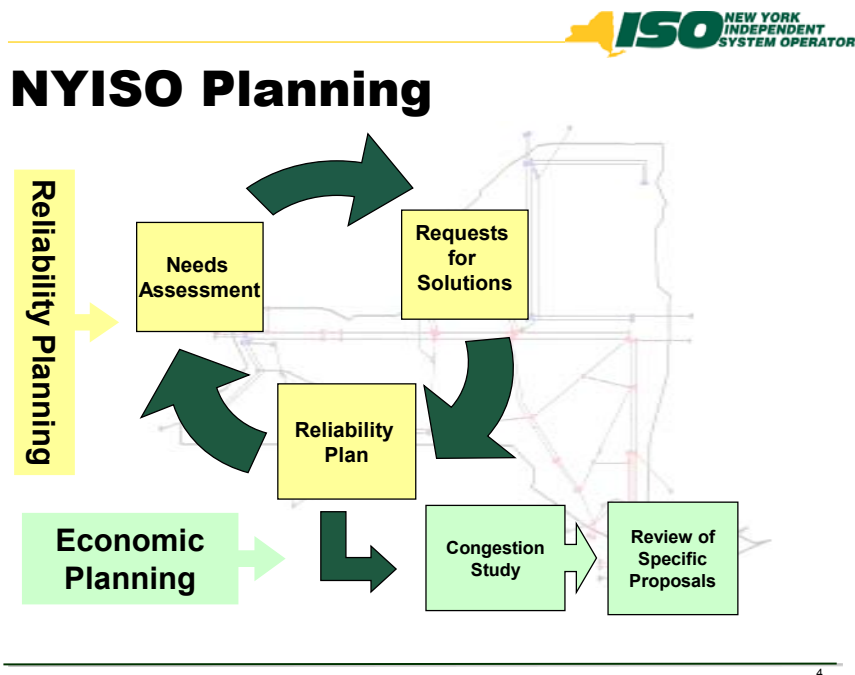 ISO NEW YORK
INDEPENDENT
SYSTEM OPERATOR
NYISO Planning
Reliability Planning
Needs
Assessment
Requests
for
Solutions
Reliability
Plan
Economic
Planning
Congestion
Study
Review of
Specific
Proposals
4